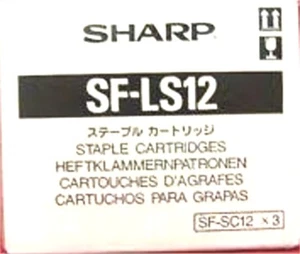 SHARP
SF-LS12
ステープル カートリッジ
STAPLE CARTRIDGES
HEFTKLAMMERNPATRONEN
CARTOUCHES D'AGRAFES
CARTUCHOS PARA GRAPAS
SF-SC12 x 3